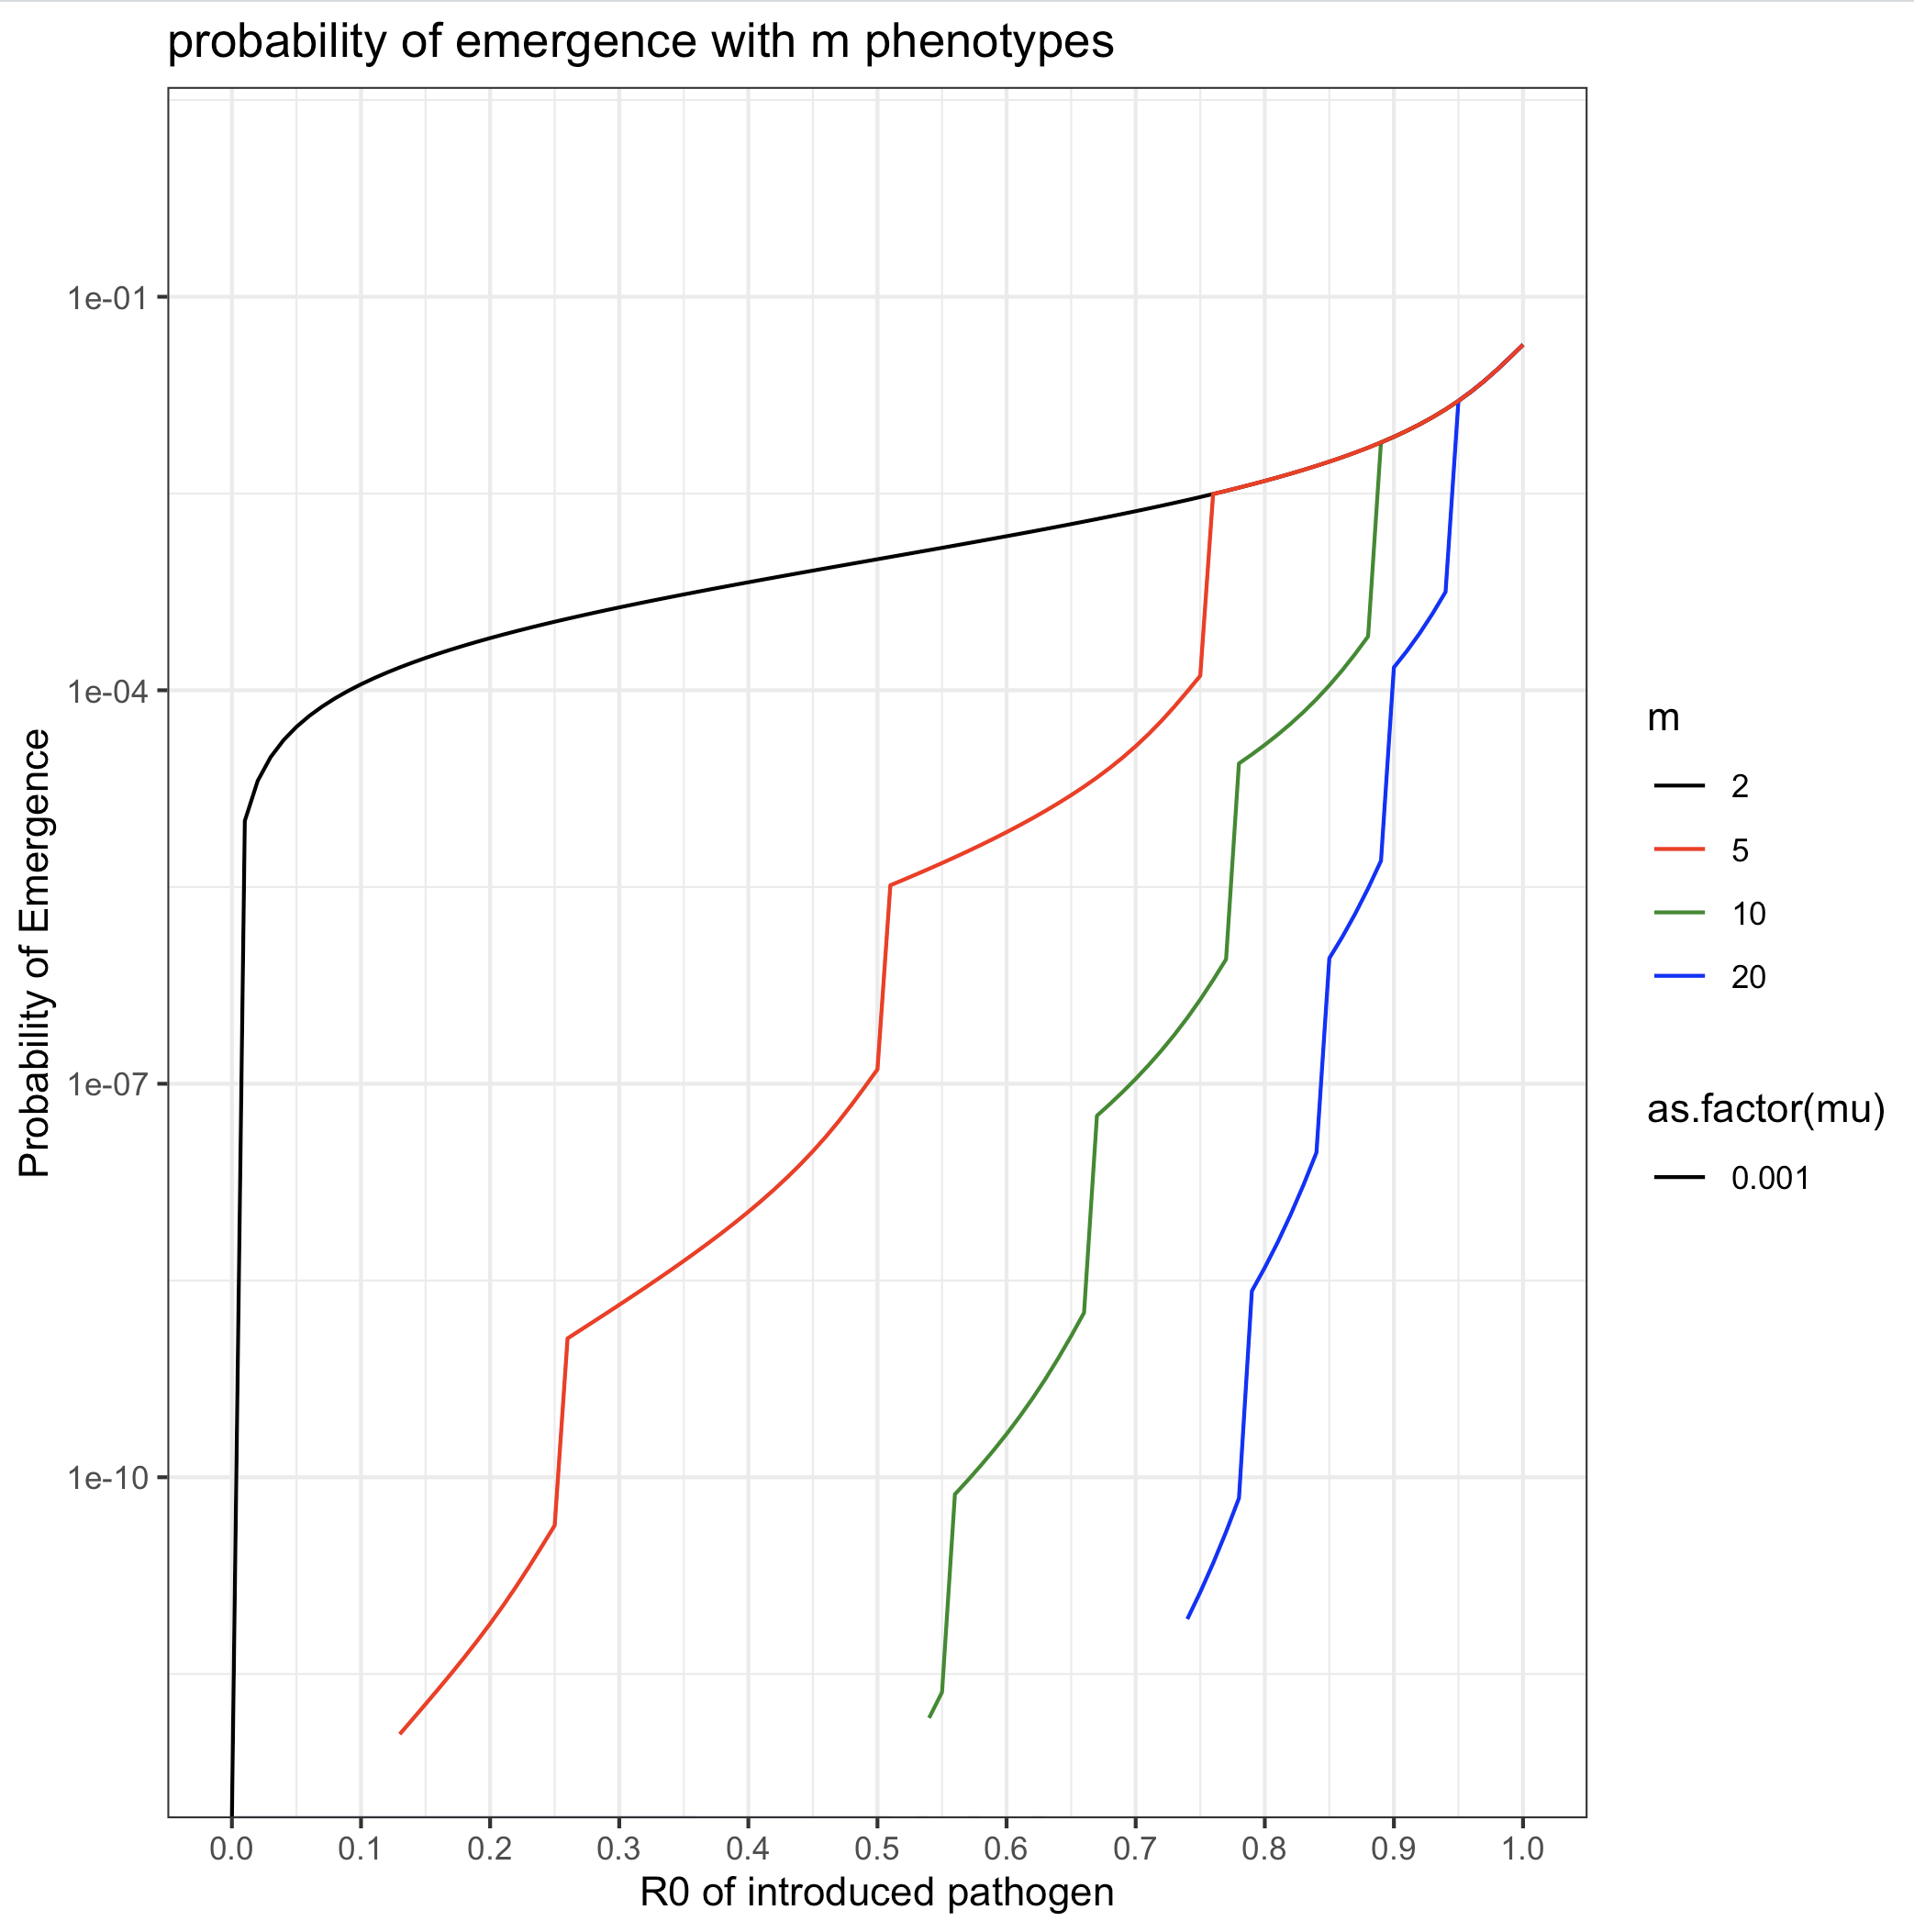 probability of emergence with m phenotypes
Probability of Emergence
1e-01
1e-04
1e-07
1e-10
0.0 0.1 0.2 0.3 0.4 0.5 0.6 0.7 0.8 0.9 1.0
R0 of introduced pathogen
m
2
5
10
20
as.factor(mu)
0.001